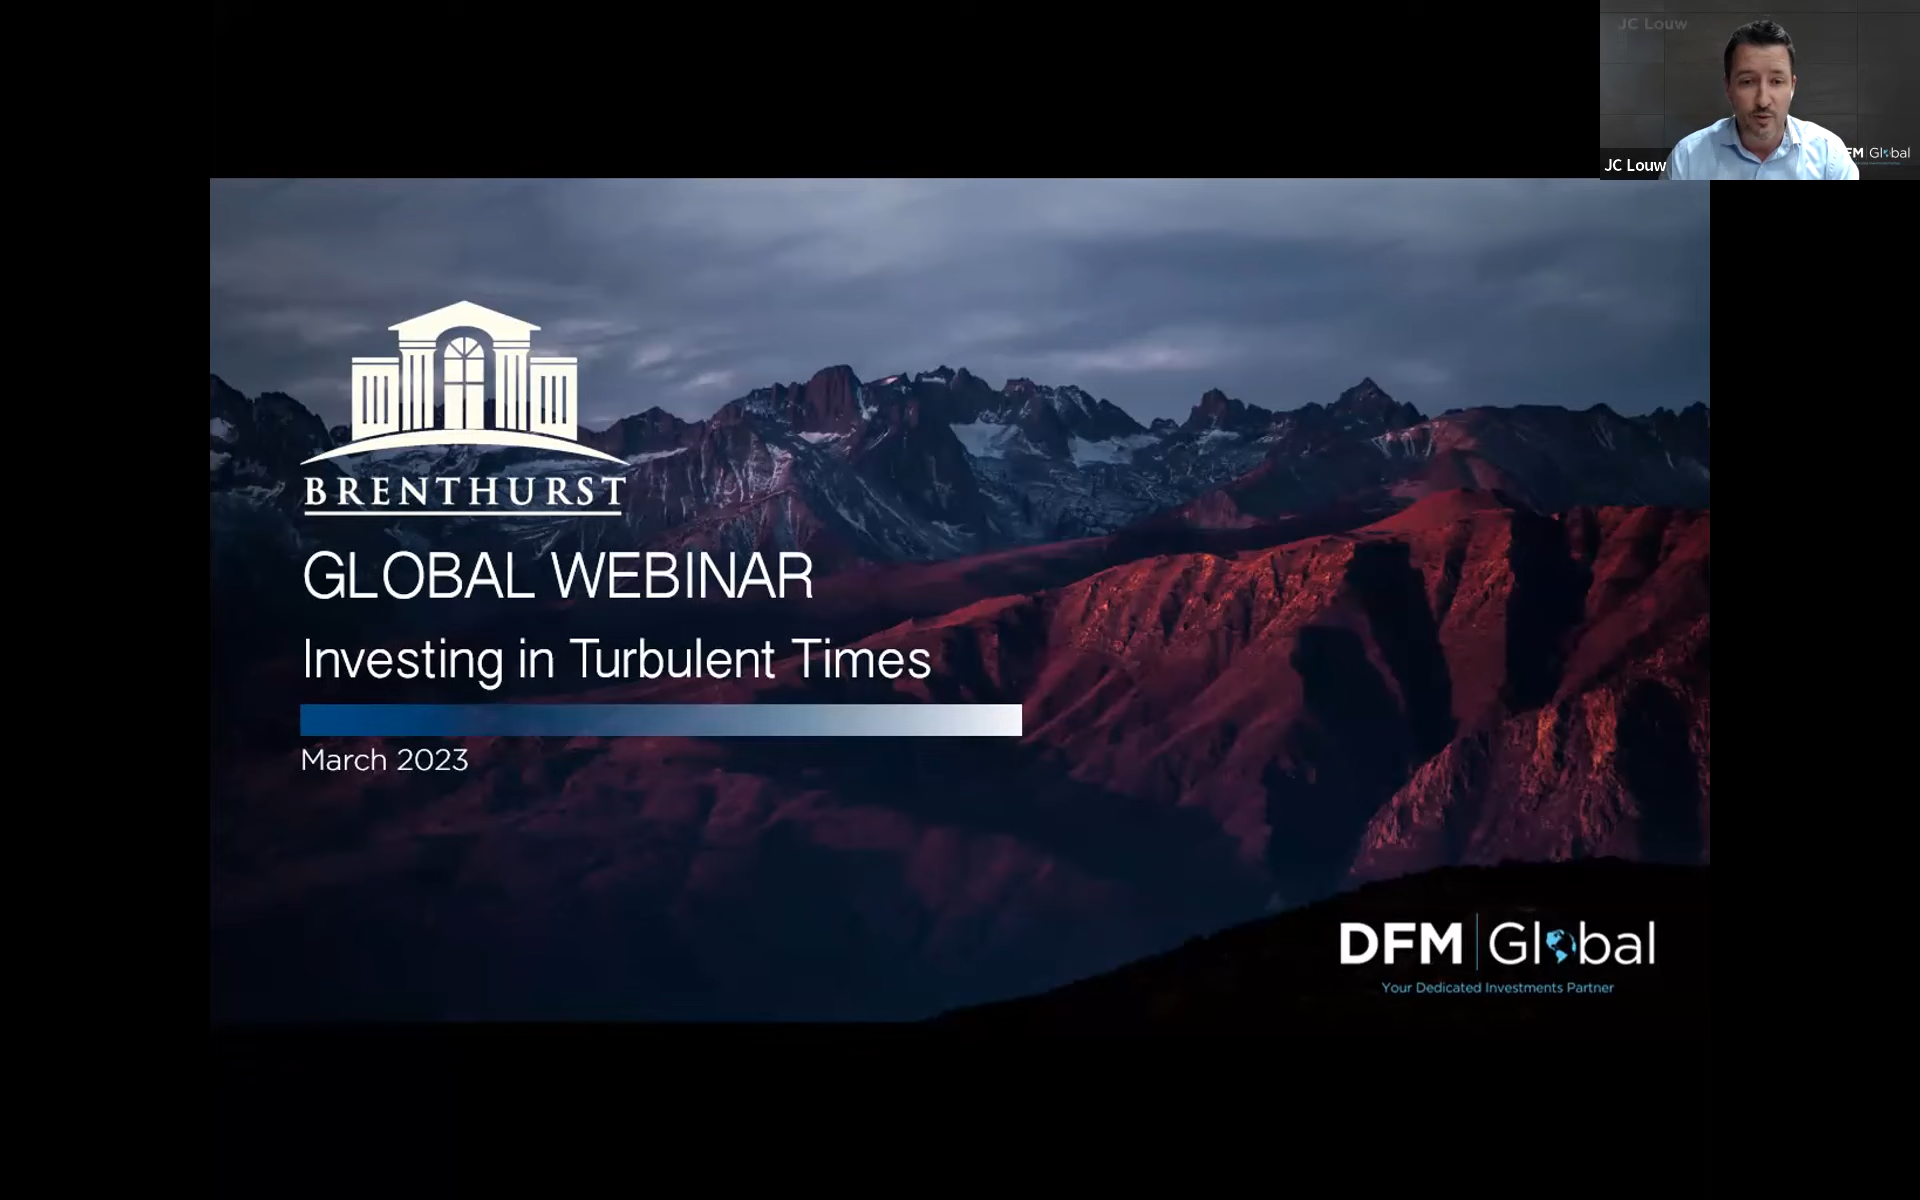 JC Louw
JC Louw
FM Global
BRENTHURST
GLOBAL WEBINAR
Investing in Turbulent Times
March 2023
DFM Global
Your Dedicated Investments Partner